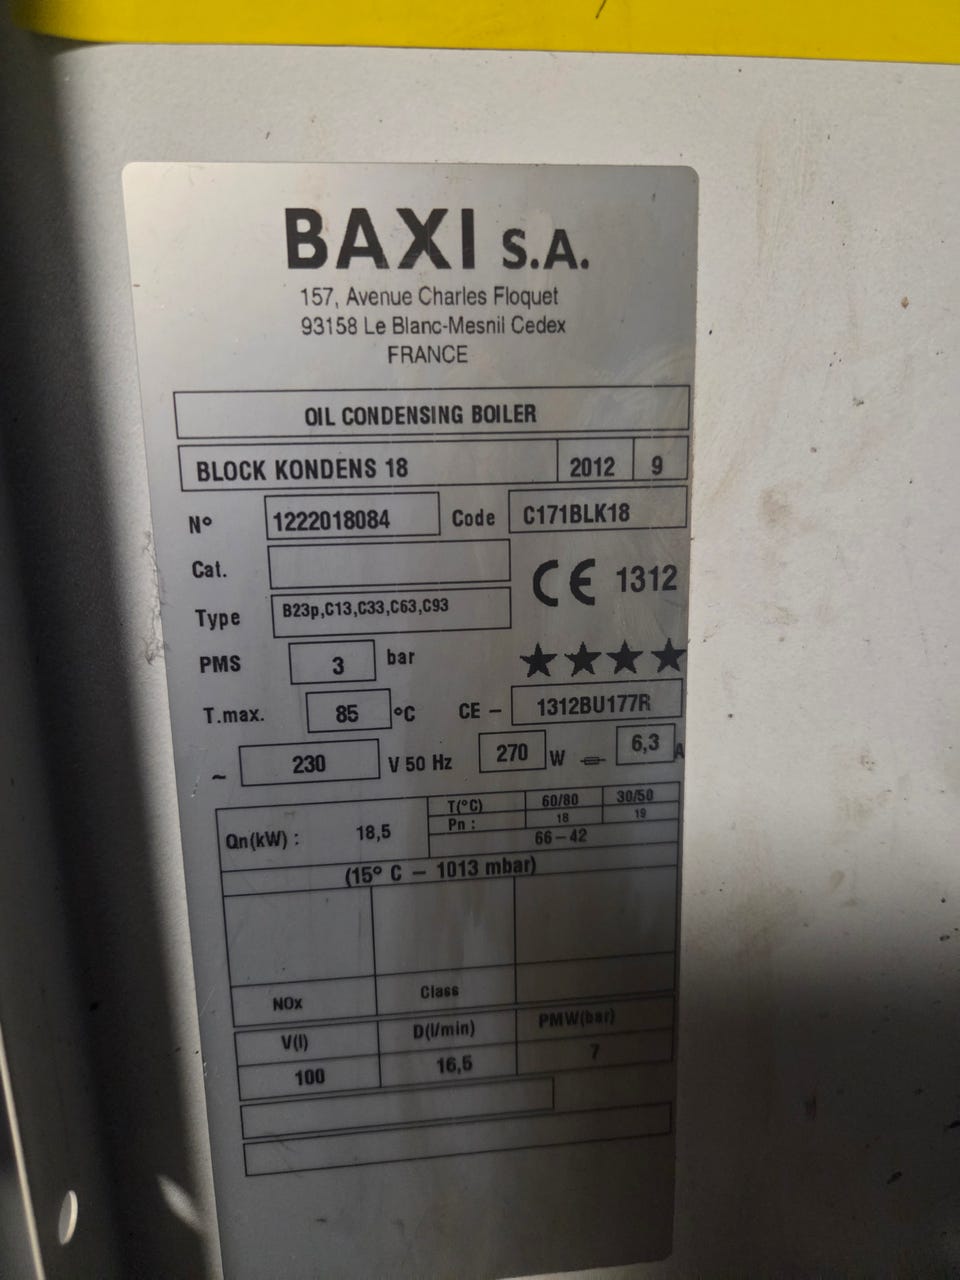 BAXI S.A.
157, Avenue Charles Floquet
93158 Le Blanc-Mesnil Cedex
FRANCE
OIL CONDENSING BOILER
BLOCK KONDENS 18 2012 9
N° 1222018084 Code C171BLK18
Cat.
CE 1312
Type B23p,C13,C33,C63,C93
PMS 3 bar ★★★★
T.max. 85 °C CE – 1312BU177R
~ 230 V 50 Hz 270 W 6,3 A
Qn(kW) : 18,5
T(°C) 60/80 30/50
Pn : 18 19
66–42
(15° C – 1013 mbar)
NOx Class
V(l) D(l/min) PMW(bar)
100 16,5 7